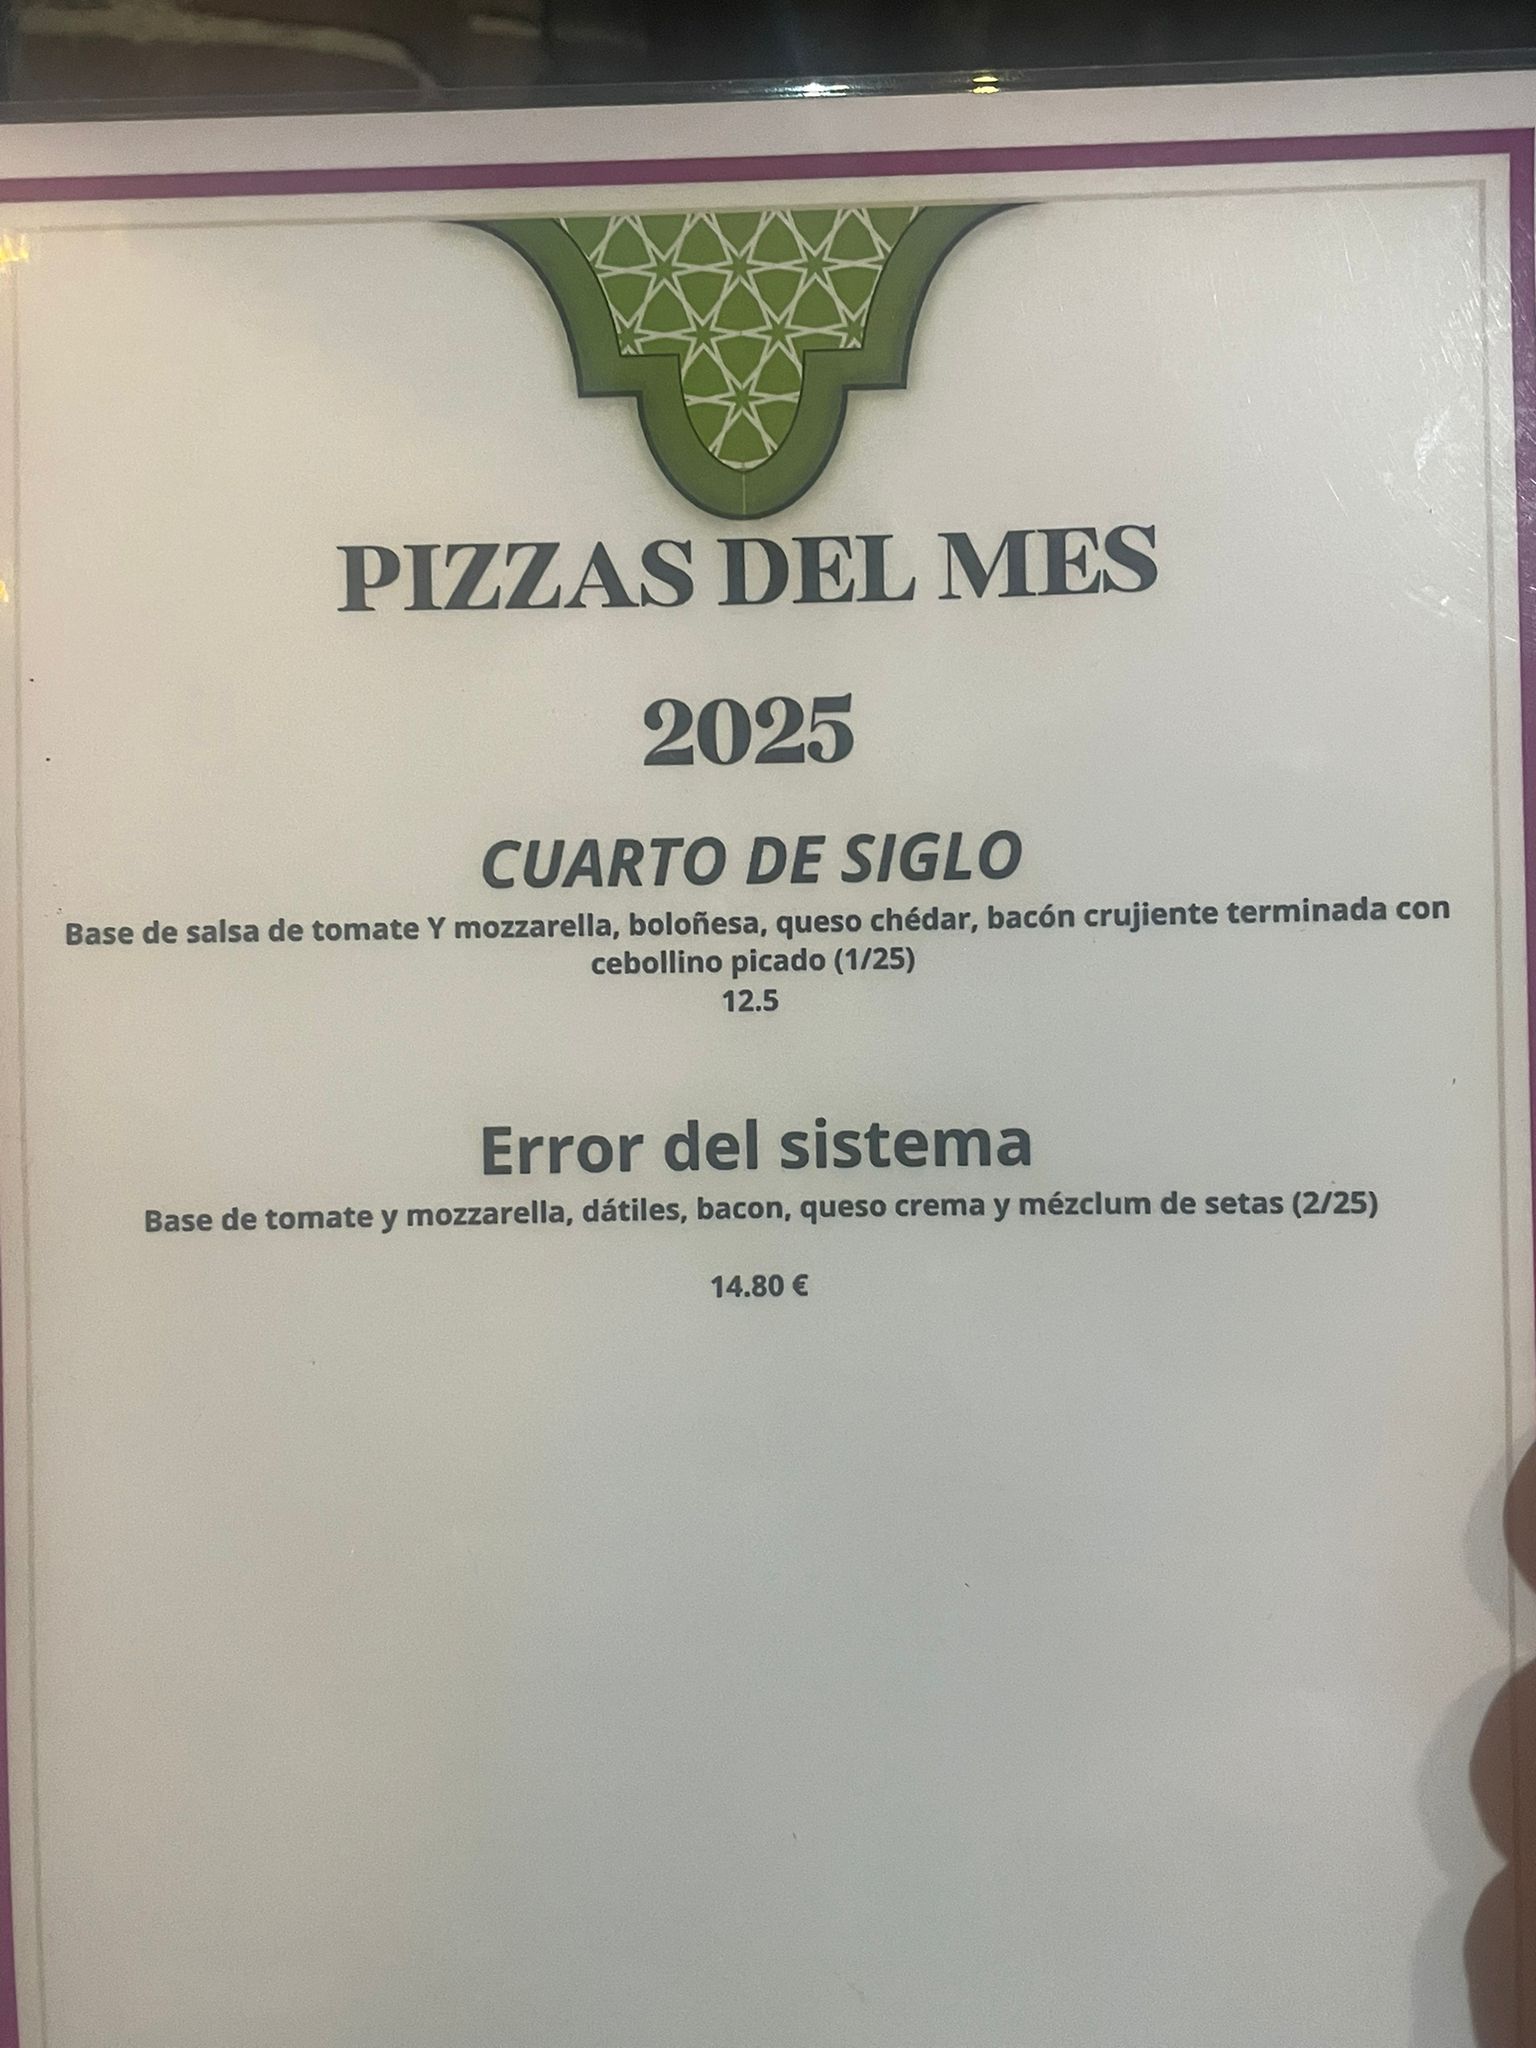 PIZZAS DEL MES
2025
CUARTO DE SIGLO
Base de salsa de tomate Y mozzarella, boloñesa, queso chédar, bacón crujiente terminada con
cebollino picado (1/25)
12.5
Error del sistema
Base de tomate y mozzarella, dátiles, bacon, queso crema y mézclum de setas (2/25)
14.80 €